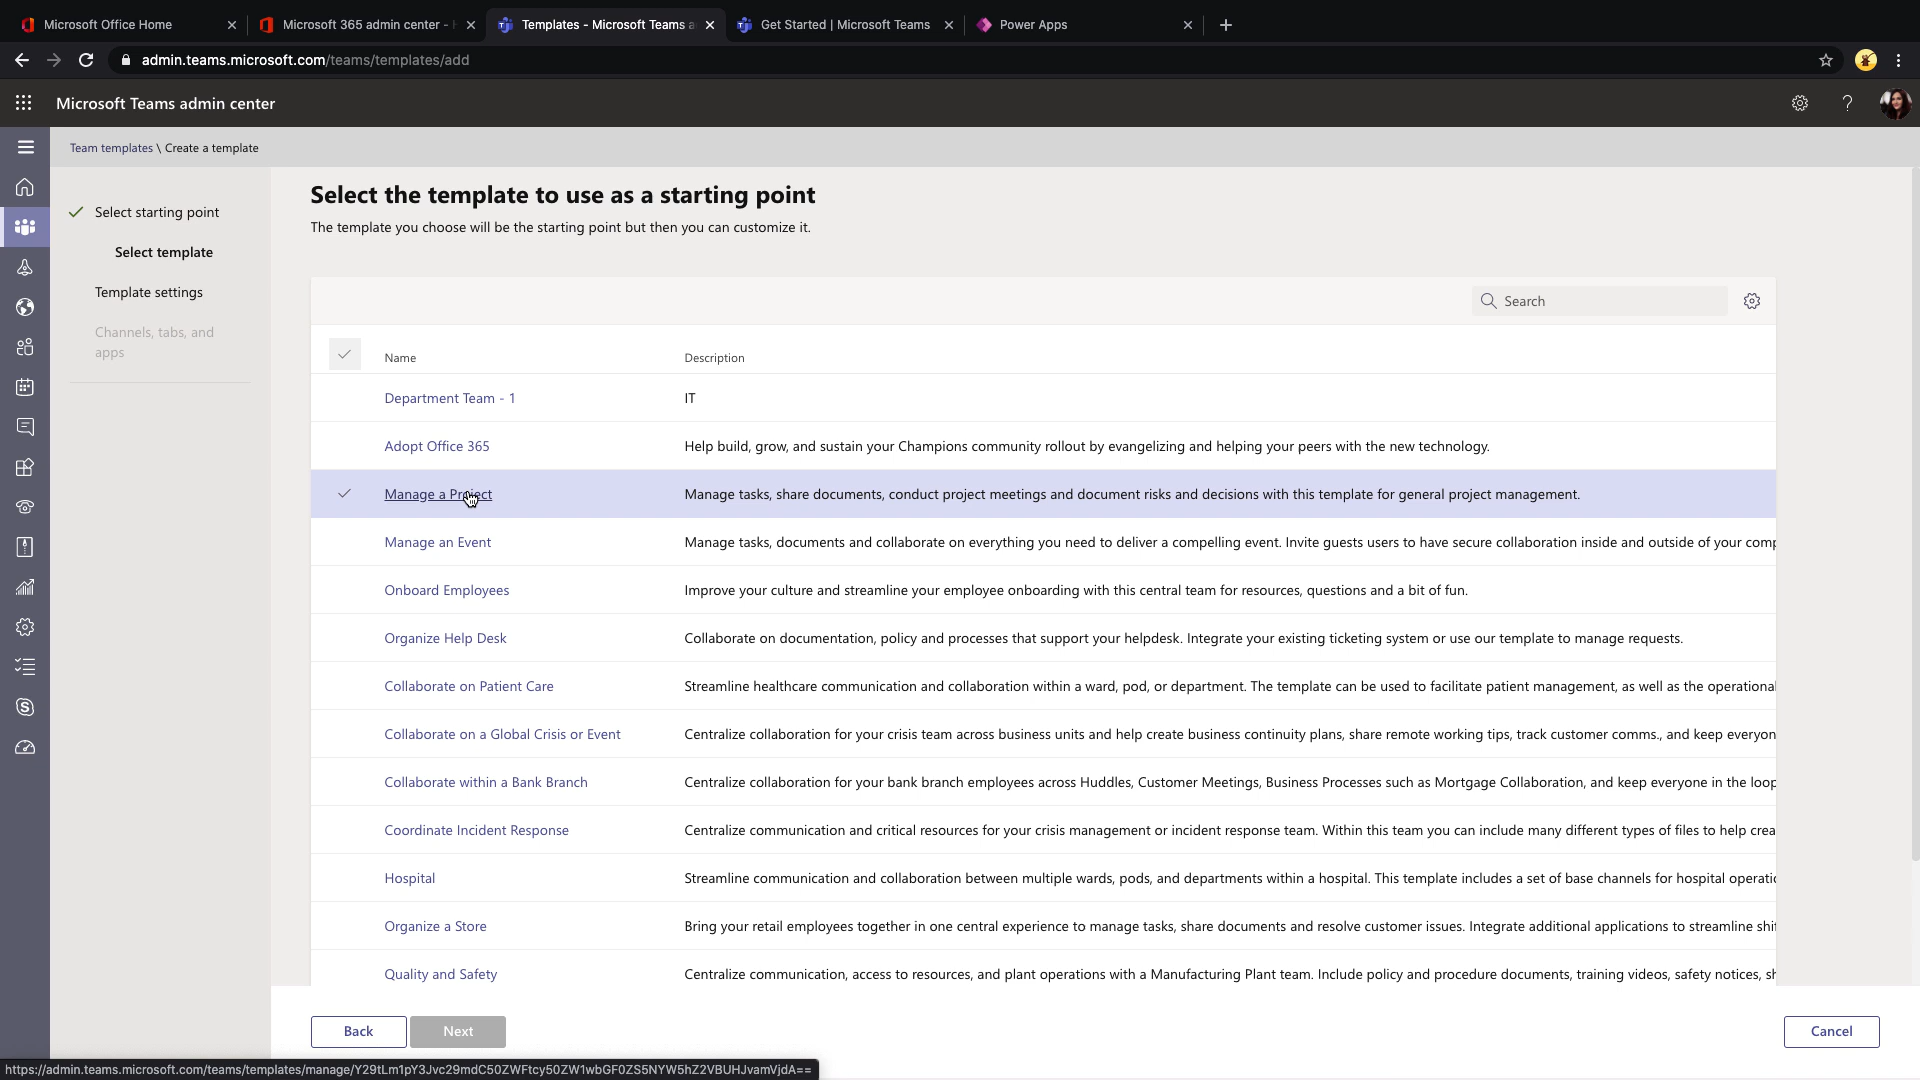 Microsoft Office Home
Microsoft 365 admin center -
Templates - Microsoft Teams a
Get Started | Microsoft Teams
Power Apps
admin.teams.microsoft.com/teams/templates/add
Microsoft Teams admin center
Team templates \ Create a template
Select starting point
Select template
Template settings
Channels, tabs, and
apps
Select the template to use as a starting point
The template you choose will be the starting point but then you can customize it.
Search
Name Description
Department Team - 1 IT
Adopt Office 365 Help build, grow, and sustain your Champions community rollout by evangelizing and helping your peers with the new technology.
Manage a Project Manage tasks, share documents, conduct project meetings and document risks and decisions with this template for general project management.
Manage an Event Manage tasks, documents and collaborate on everything you need to deliver a compelling event. Invite guests users to have secure collaboration inside and outside of your comp
Onboard Employees Improve your culture and streamline your employee onboarding with this central team for resources, questions and a bit of fun.
Organize Help Desk Collaborate on documentation, policy and processes that support your helpdesk. Integrate your existing ticketing system or use our template to manage requests.
Collaborate on Patient Care Streamline healthcare communication and collaboration within a ward, pod, or department. The template can be used to facilitate patient management, as well as the operational
Collaborate on a Global Crisis or Event Centralize collaboration for your crisis team across business units and help create business continuity plans, share remote working tips, track customer comms., and keep everyon
Collaborate within a Bank Branch Centralize collaboration for your bank branch employees across Huddles, Customer Meetings, Business Processes such as Mortgage Collaboration, and keep everyone in the loop
Coordinate Incident Response Centralize communication and critical resources for your crisis management or incident response team. Within this team you can include many different types of files to help crea
Hospital Streamline communication and collaboration between multiple wards, pods, and departments within a hospital. This template includes a set of base channels for hospital operatio
Organize a Store Bring your retail employees together in one central experience to manage tasks, share documents and resolve customer issues. Integrate additional applications to streamline shif
Quality and Safety Centralize communication, access to resources, and plant operations with a Manufacturing Plant team. Include policy and procedure documents, training videos, safety notices, sh
Back Next Cancel
https://admin.teams.microsoft.com/teams/templates/manage/Y29tLm1pY3Jvc29mdC50ZWFtcy50ZW1wbGF0ZS5NYW5hZ2VBUHJvamVjdA==